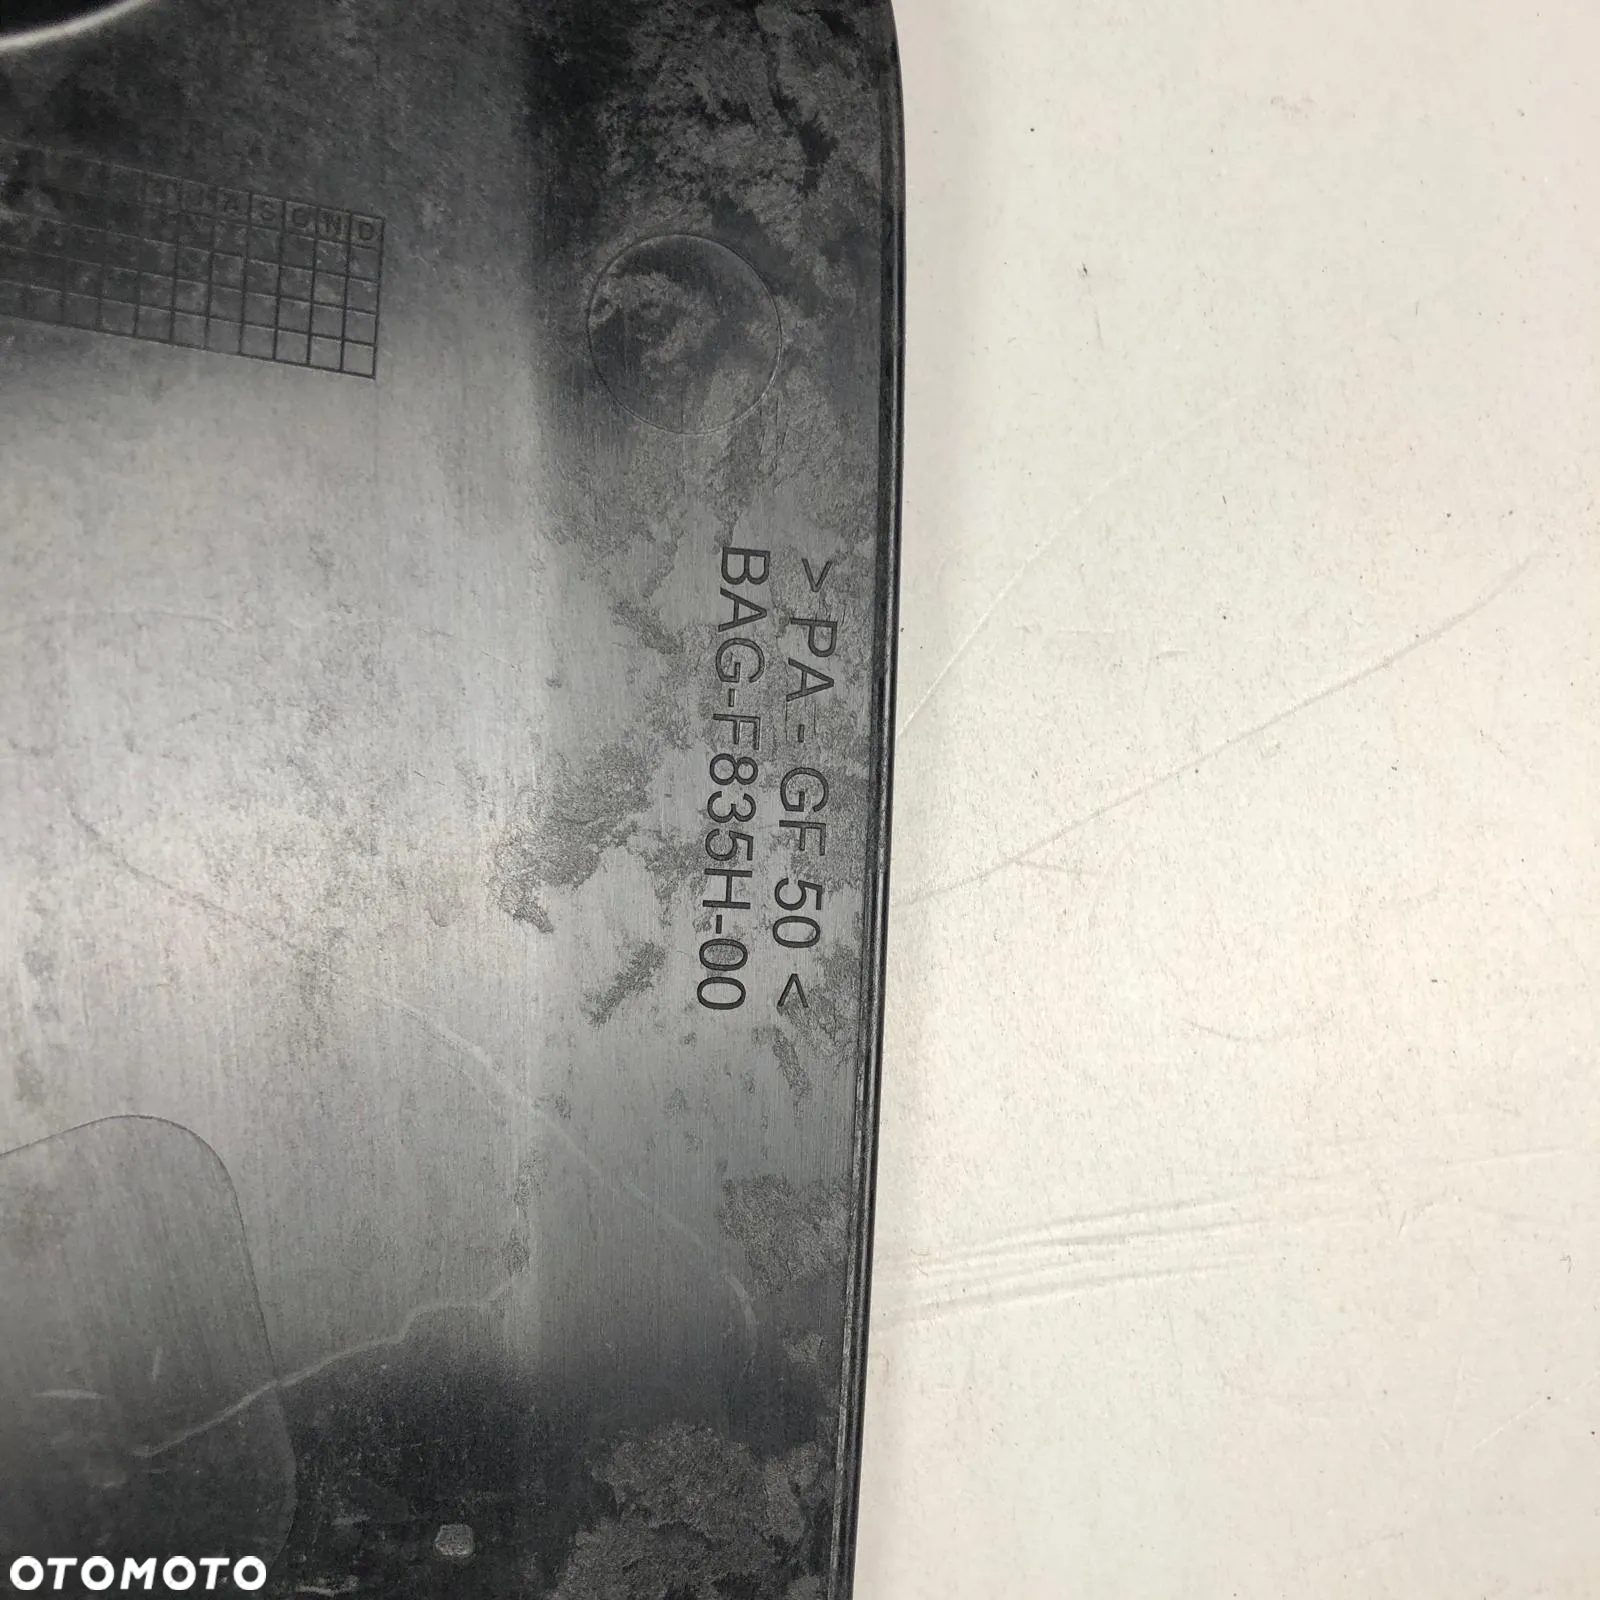 J A S O N D
>PA-GF 50<
BAG-F835H-00
OTOMOTO